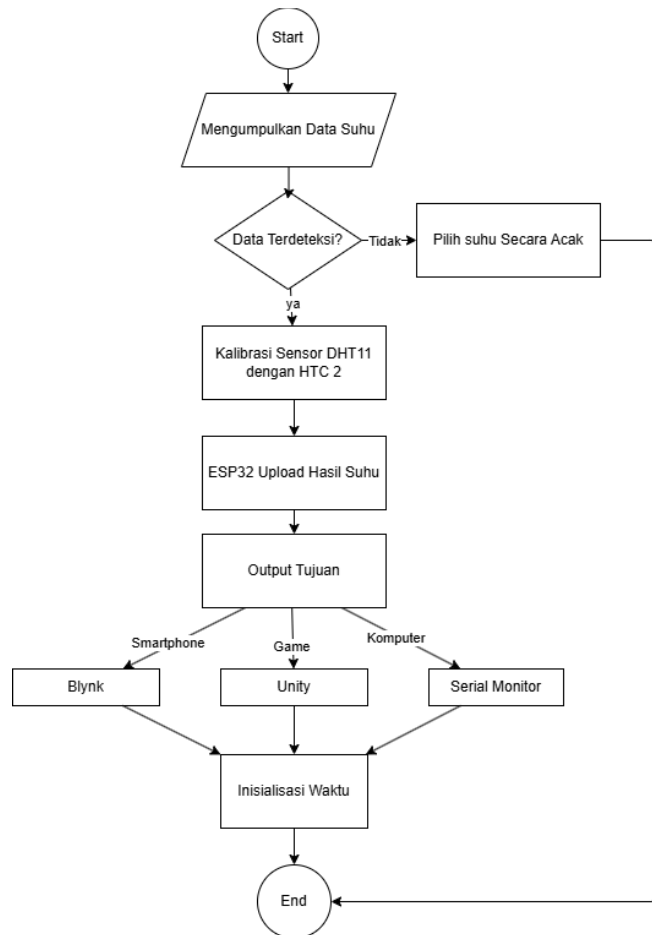 Start
Mengumpulkan Data Suhu
Data Terdeteksi?
Tidak
Pilih suhu Secara Acak
ya
Kalibrasi Sensor DHT11
dengan HTC 2
ESP32 Upload Hasil Suhu
Output Tujuan
Smartphone
Game
Komputer
Blynk
Unity
Serial Monitor
Inisialisasi Waktu
End